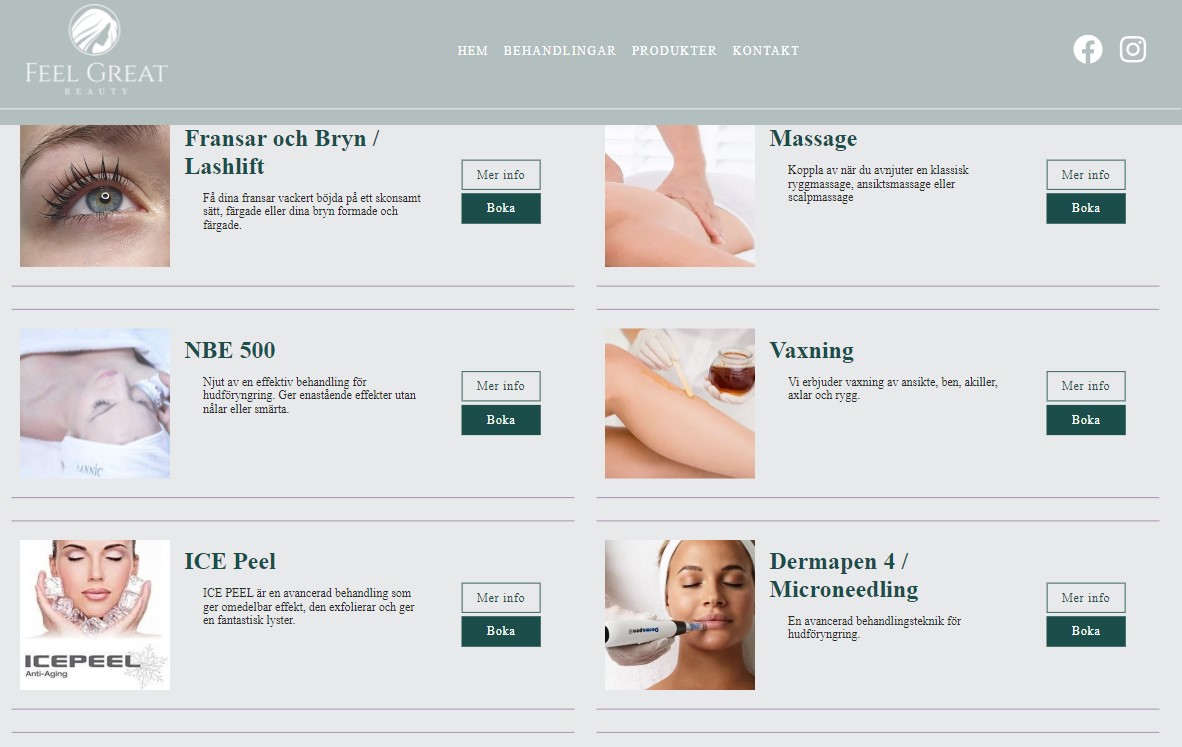 FEEL GREAT
BEAUTY
HEM BEHANDLINGAR PRODUKTER KONTAKT
Fransar och Bryn /
Lashlift
Få dina fransar vackert böjda på ett skonsamt
sätt, färgade eller dina bryn formade och
färgade.
Mer info
Boka
Massage
Koppla av när du avnjuter en klassisk
ryggmassage, ansiktsmassage eller
scalpmassage
Mer info
Boka
NBE 500
Njut av en effektiv behandling för
hudföryngring. Ger enastående effekter utan
nålar eller smärta.
Mer info
Boka
Vaxning
Vi erbjuder vaxning av ansikte, ben, akiller,
axlar och rygg.
Mer info
Boka
ICEPEEL
Anti-Aging
ICE Peel
ICE PEEL är en avancerad behandling som
ger omedelbar effekt, den exfolierar och ger
en fantastisk lyster.
Mer info
Boka
Dermapen
Dermapen 4 /
Microneedling
En avancerad behandlingsteknik för
hudföryngring.
Mer info
Boka